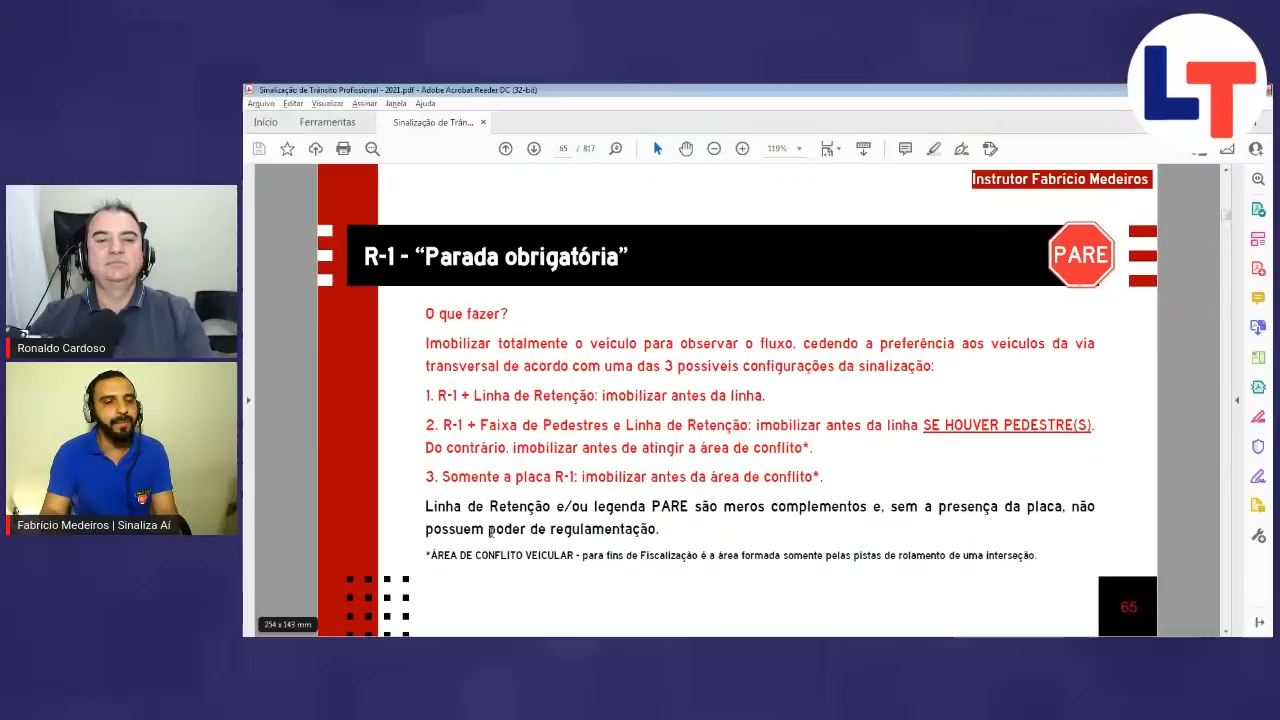 LT
Sinalização de Trânsito Profissional - 2021.pdf - Adobe Acrobat Reader DC (32-bit)
Arquivo Editar Visualizar Assinar Janela Ajuda
Início Ferramentas Sinalização de Trân... ×
65 / 817 119%
Instrutor Fabrício Medeiros
R-1 - “Parada obrigatória”
PARE
O que fazer?
Imobilizar totalmente o veículo para observar o fluxo, cedendo a preferência aos veículos da via
transversal de acordo com uma das 3 possíveis configurações da sinalização:
1. R-1 + Linha de Retenção: imobilizar antes da linha.
2. R-1 + Faixa de Pedestres e Linha de Retenção: imobilizar antes da linha SE HOUVER PEDESTRE(S).
Do contrário, imobilizar antes de atingir a área de conflito*.
3. Somente a placa R-1: imobilizar antes da área de conflito*.
Linha de Retenção e/ou legenda PARE são meros complementos e, sem a presença da placa, não
possuem poder de regulamentação.
*ÁREA DE CONFLITO VEICULAR - para fins de Fiscalização é a área formada somente pelas pistas de rolamento de uma interseção.
65
254 x 143 mm
Ronaldo Cardoso
Fabrício Medeiros | Sinaliza Aí